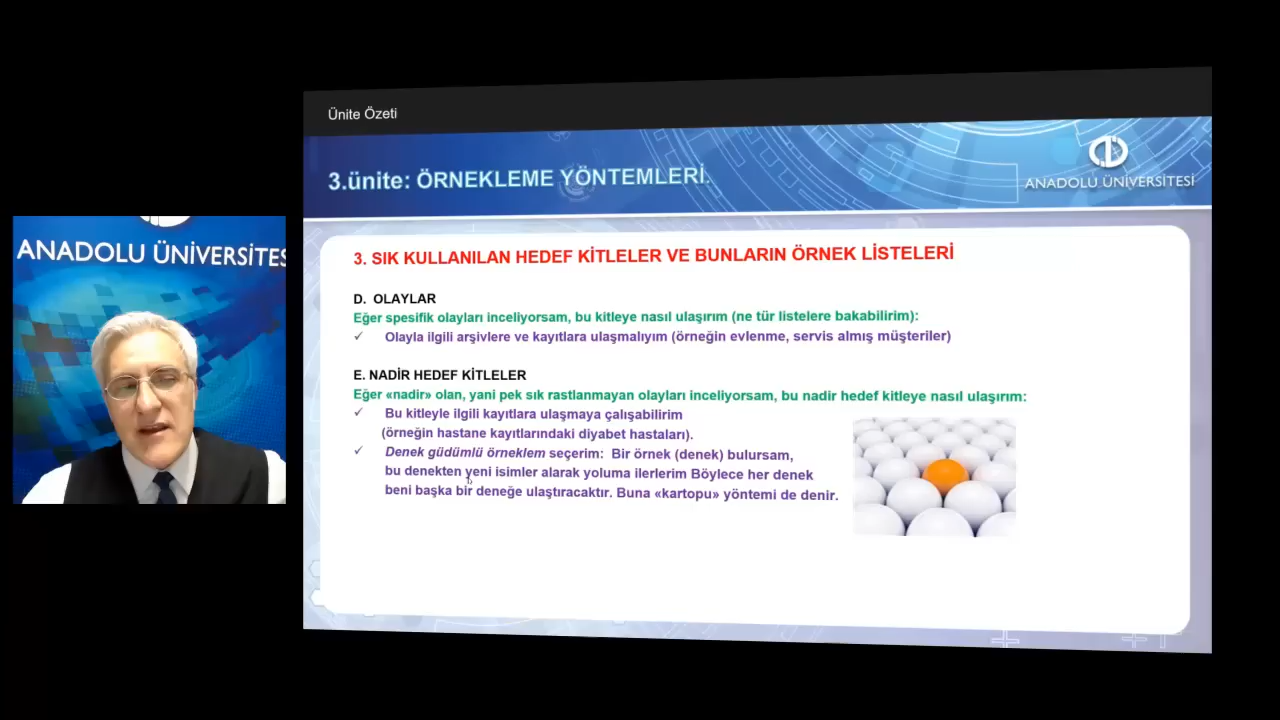 Ünite Özeti
3.ünite: ÖRNEKLEME YÖNTEMLERİ.
ANADOLU ÜNİVERSİTESİ
ANADOLU ÜNİVERSİTES
3. SIK KULLANILAN HEDEF KİTLELER VE BUNLARIN ÖRNEK LİSTELERİ
D. OLAYLAR
Eğer spesifik olayları inceliyorsam, bu kitleye nasıl ulaşırım (ne tür listelere bakabilirim):
✓ Olayla ilgili arşivlere ve kayıtlara ulaşmalıyım (örneğin evlenme, servis almış müşteriler)
E. NADİR HEDEF KİTLELER
Eğer «nadir» olan, yani pek sık rastlanmayan olayları inceliyorsam, bu nadir hedef kitleye nasıl ulaşırım:
✓ Bu kitleyle ilgili kayıtlara ulaşmaya çalışabilirim
(örneğin hastane kayıtlarındaki diyabet hastaları).
✓ Denek güdümlü örneklem seçerim: Bir örnek (denek) bulursam,
bu denekten yeni isimler alarak yoluma ilerlerim Böylece her denek
beni başka bir deneğe ulaştıracaktır. Buna «kartopu» yöntemi de denir.